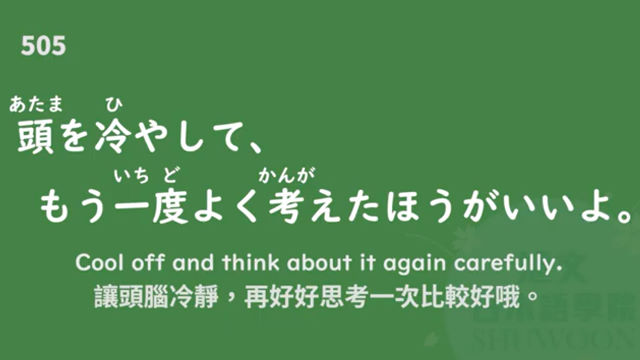 505
あたま ひ
頭を冷やして、
いち ど かんが
もう一度よく考えたほうがいいよ。
Cool off and think about it again carefully.
讓頭腦冷靜，再好好思考一次比較好哦。
SHUWOON